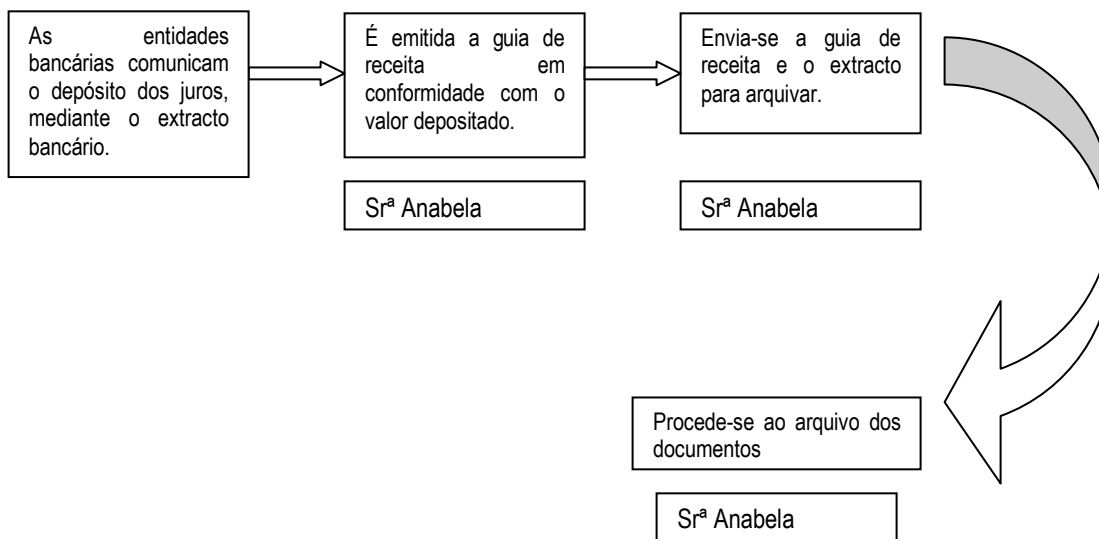 As entidades
bancárias comunicam
o depósito dos juros,
mediante o extracto
bancário.
É emitida a guia de
receita em
conformidade com o
valor depositado.
Srª Anabela
Envia-se a guia de
receita e o extracto
para arquivar.
Srª Anabela
Procede-se ao arquivo dos
documentos
Srª Anabela